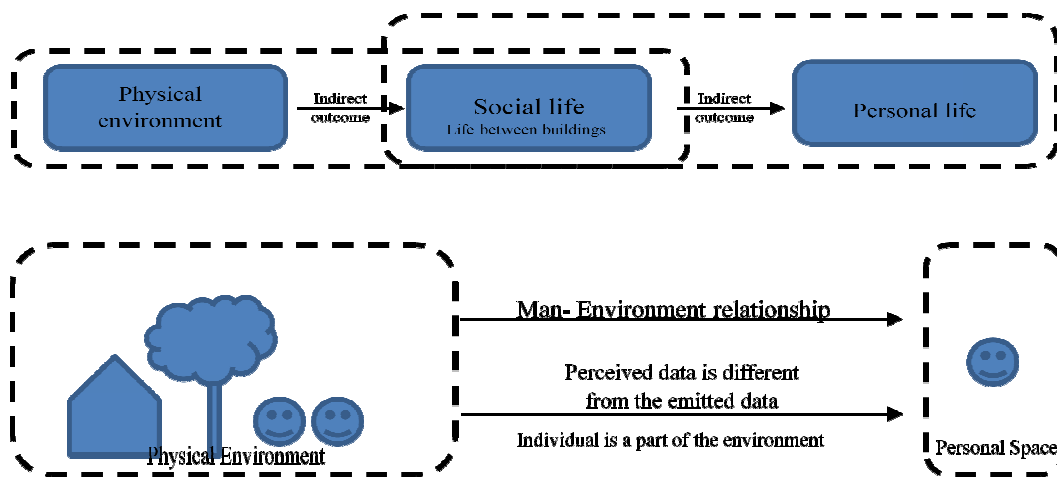 Physical
environment
Indirect
outcome
Social life
Life between buildings
Indirect
outcome
Personal life
Man- Environment relationship
Perceived data is different
from the emitted data
Individual is a part of the environment
Physical Environment
Personal Space